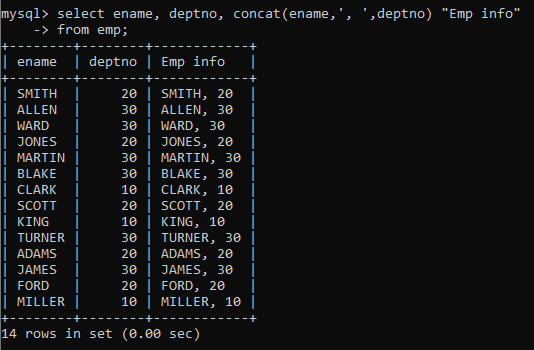 mysql> select ename, deptno, concat(ename,', ',deptno) "Emp info"
    -> from emp;
+--------+--------+------------+
| ename  | deptno | Emp info   |
+--------+--------+------------+
| SMITH  |     20 | SMITH, 20  |
| ALLEN  |     30 | ALLEN, 30  |
| WARD   |     30 | WARD, 30   |
| JONES  |     20 | JONES, 20  |
| MARTIN |     30 | MARTIN, 30 |
| BLAKE  |     30 | BLAKE, 30  |
| CLARK  |     10 | CLARK, 10  |
| SCOTT  |     20 | SCOTT, 20  |
| KING   |     10 | KING, 10   |
| TURNER |     30 | TURNER, 30 |
| ADAMS  |     20 | ADAMS, 20  |
| JAMES  |     30 | JAMES, 30  |
| FORD   |     20 | FORD, 20   |
| MILLER |     10 | MILLER, 10 |
+--------+--------+------------+
14 rows in set (0.00 sec)